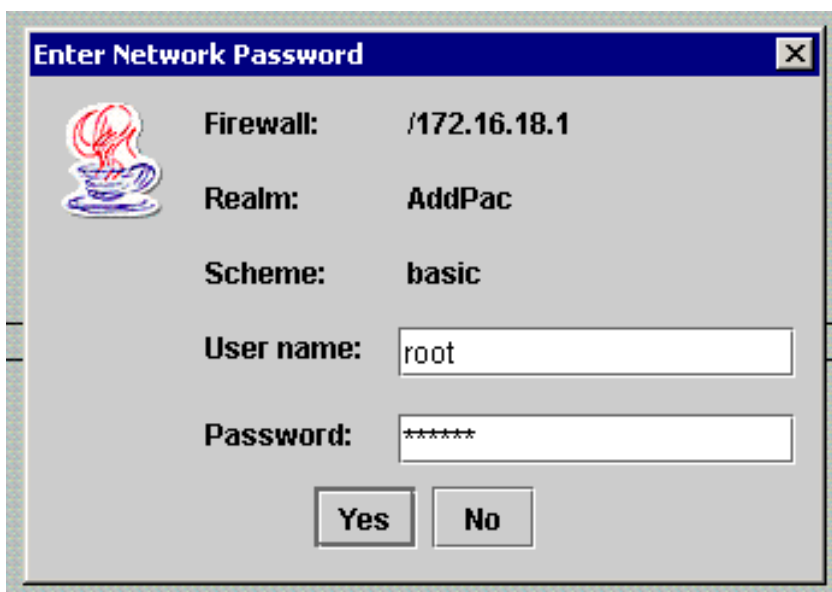 Enter Network Password
Firewall: /172.16.18.1
Realm: AddPac
Scheme: basic
User name: root
Password: ******
Yes No